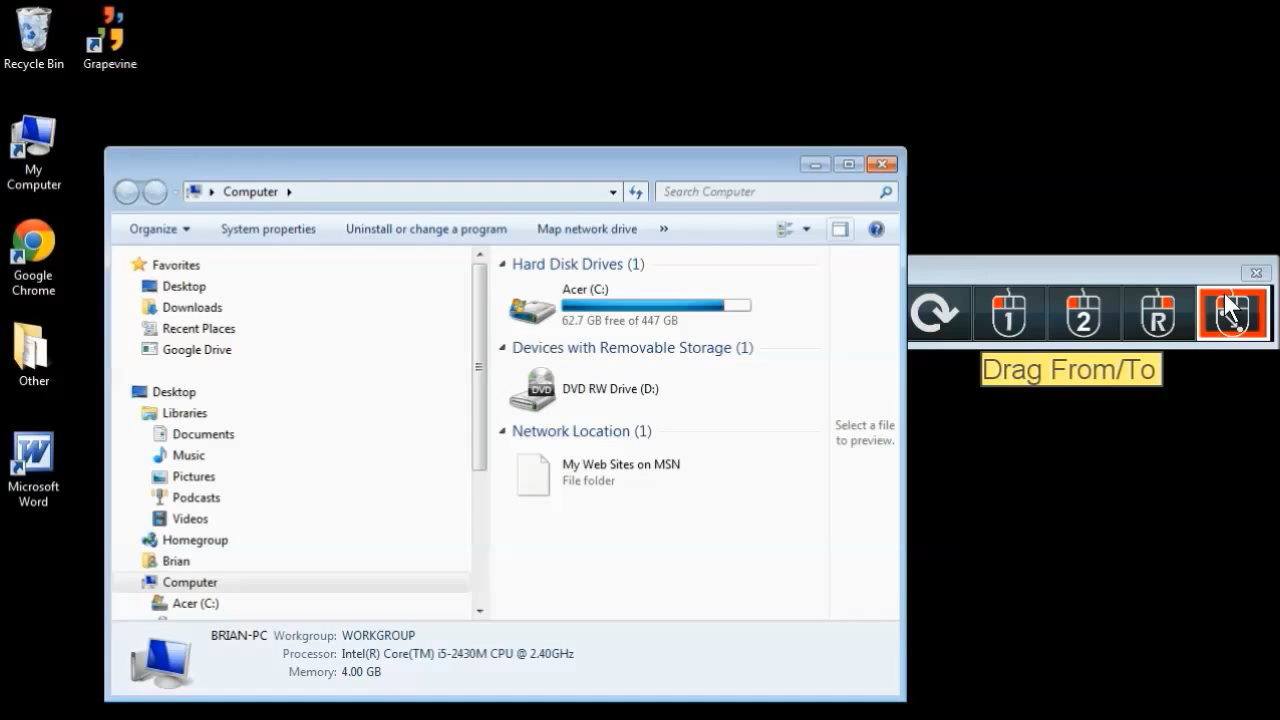 Recycle Bin
Grapevine
My
Computer
Google
Chrome
Other
Microsoft
Word
Computer
Search Computer
Organize
System properties
Uninstall or change a program
Map network drive
»
Favorites
Desktop
Downloads
Recent Places
Google Drive
Desktop
Libraries
Documents
Music
Pictures
Podcasts
Videos
Homegroup
Brian
Computer
Acer (C:)
Hard Disk Drives (1)
Acer (C:)
62.7 GB free of 447 GB
Devices with Removable Storage (1)
DVD
DVD RW Drive (D:)
Network Location (1)
My Web Sites on MSN
File folder
Select a file
to preview.
BRIAN-PC Workgroup: WORKGROUP
Processor: Intel(R) Core(TM) i5-2430M CPU @ 2.40GHz
Memory: 4.00 GB
1
2
R
Drag From/To